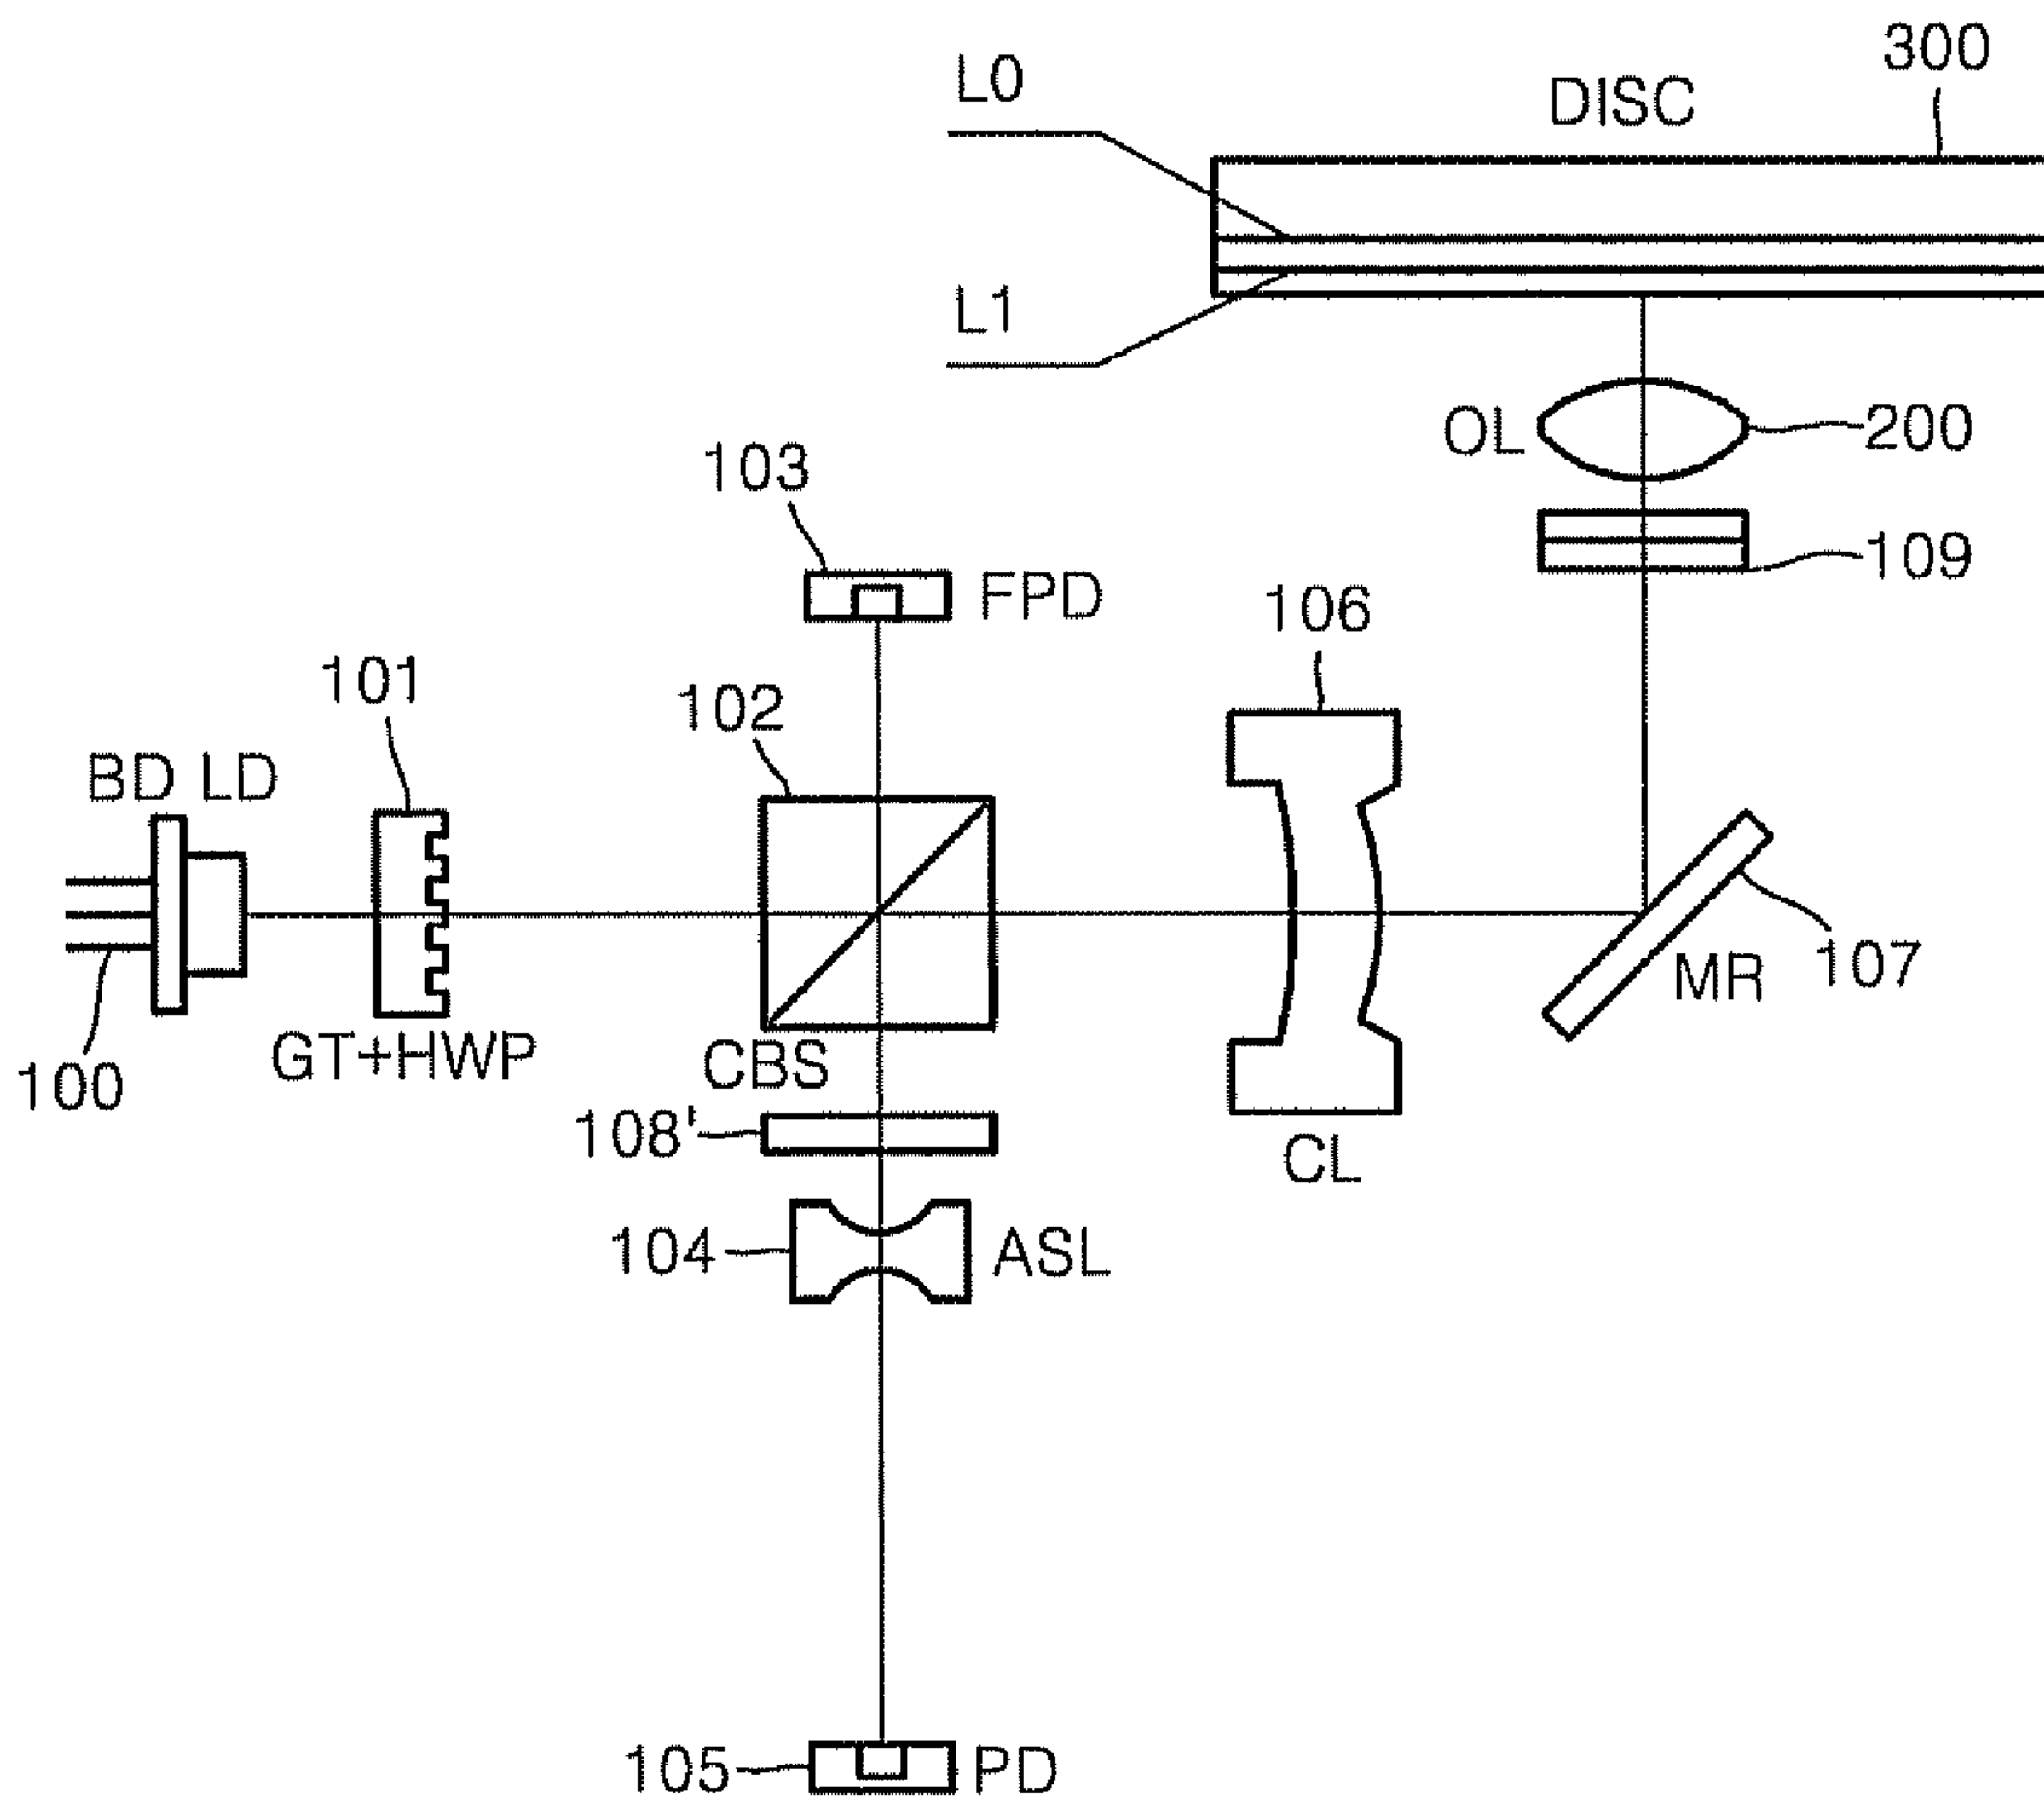 300
L0
DISC
L1
OL
200
103
FPD
109
106
101
102
BD LD
107
MR
GT+HWP
CBS
100
108'
CL
104
ASL
105
PD